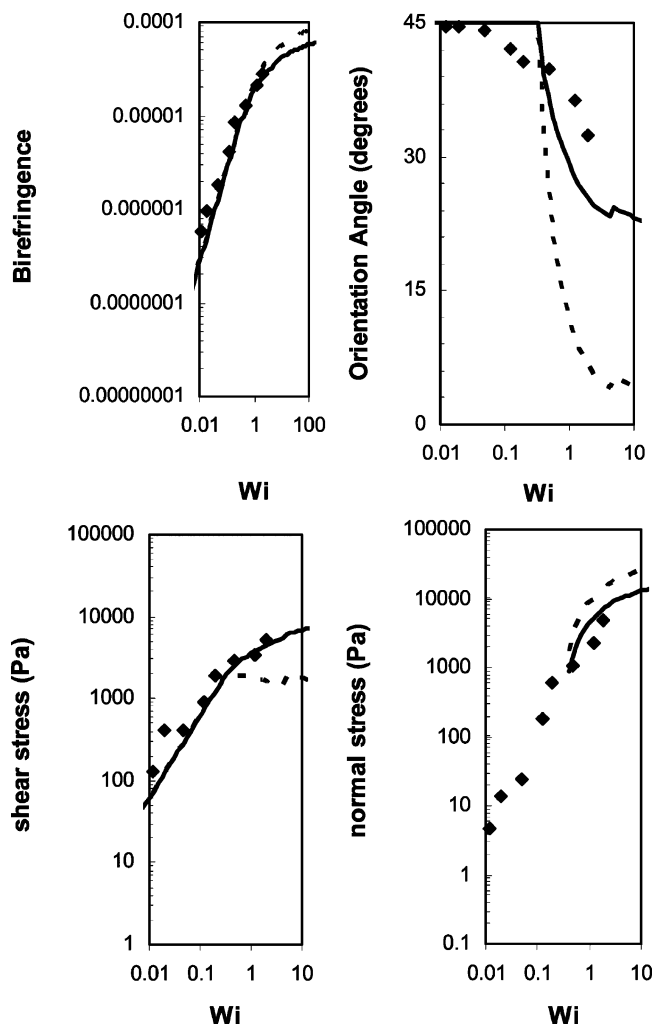 Birefringence
0.0001
0.00001
0.000001
0.0000001
0.00000001
0.01 1 100
Wi
Orientation Angle (degrees)
45
30
15
0
0.01 0.1 1 10
Wi
shear stress (Pa)
100000
10000
1000
100
10
1
0.01 0.1 1 10
Wi
normal stress (Pa)
100000
10000
1000
100
10
1
0.1
0.01 0.1 1 10
Wi